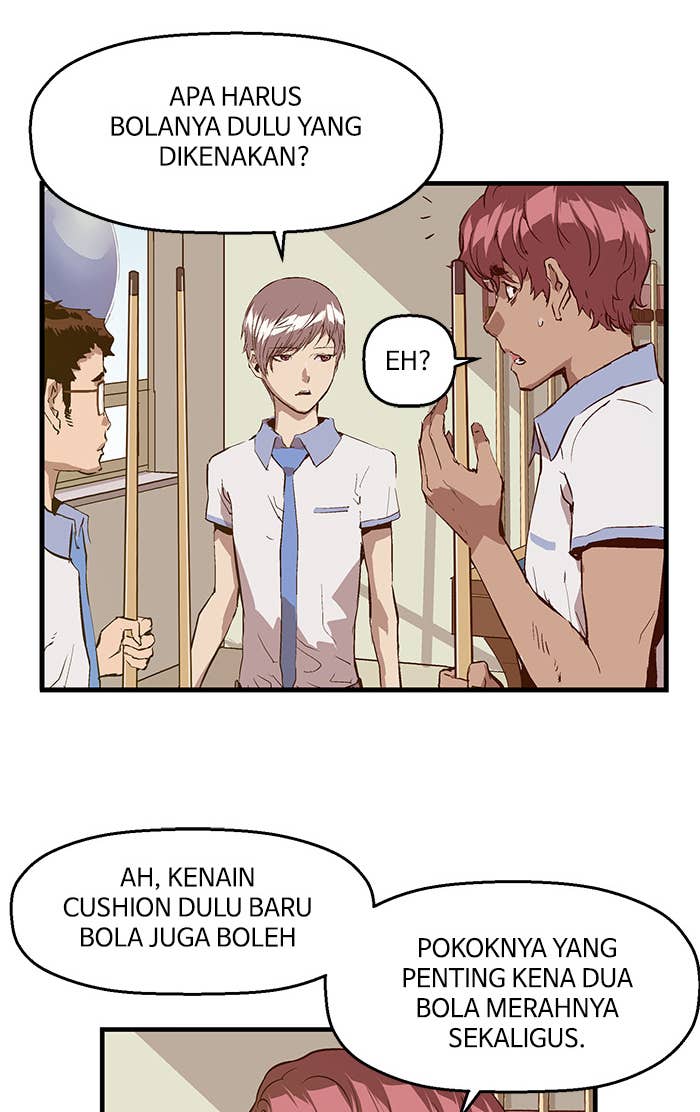 APA HARUS
BOLANYA DULU YANG
DIKENAKAN?
EH?
AH, KENAIN
CUSHION DULU BARU
BOLA JUGA BOLEH
POKOKNYA YANG
PENTING KENA DUA
BOLA MERAHNYA
SEKALIGUS.